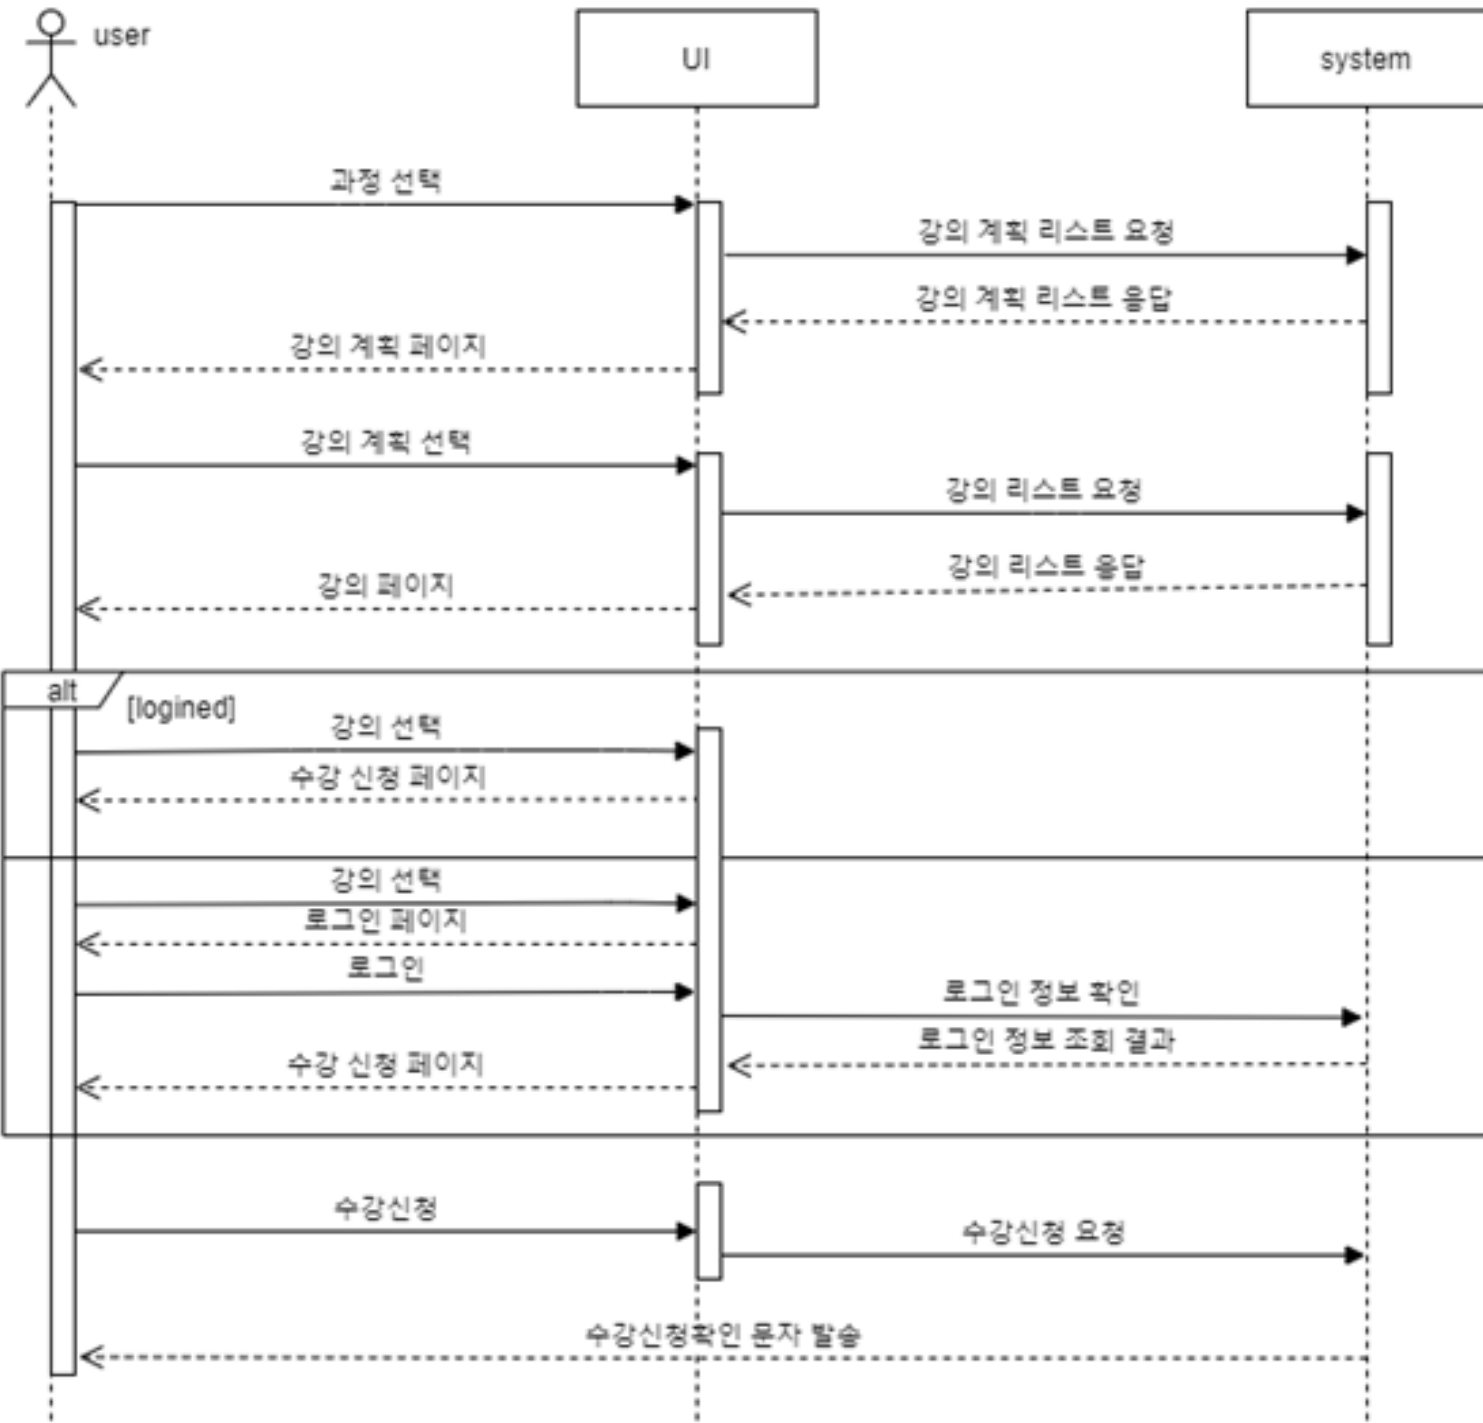 user
UI
system
과정 선택
강의 계획 리스트 요청
강의 계획 리스트 응답
강의 계획 페이지
강의 계획 선택
강의 리스트 요청
강의 리스트 응답
강의 페이지
alt
[logined]
강의 선택
수강 신청 페이지
강의 선택
로그인 페이지
로그인
로그인 정보 확인
로그인 정보 조회 결과
수강 신청 페이지
수강신청
수강신청 요청
수강신청확인 문자 발송